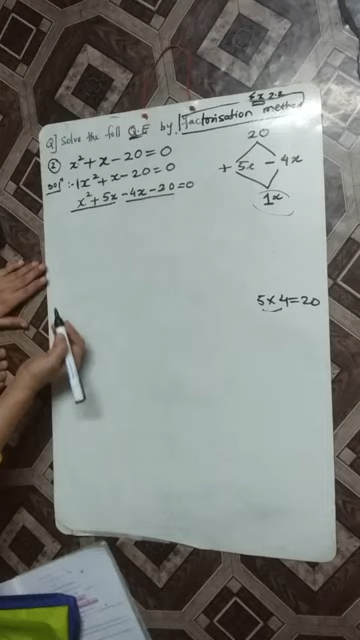 Ex 2.2
Q] Solve the foll Q.E by Factorisation method
② x² + x - 20 = 0
Solⁿ :- 1x² + x - 20 = 0
x² + 5x - 4x - 20 = 0
20
+ 5x - 4x
1x
5 x 4 = 20